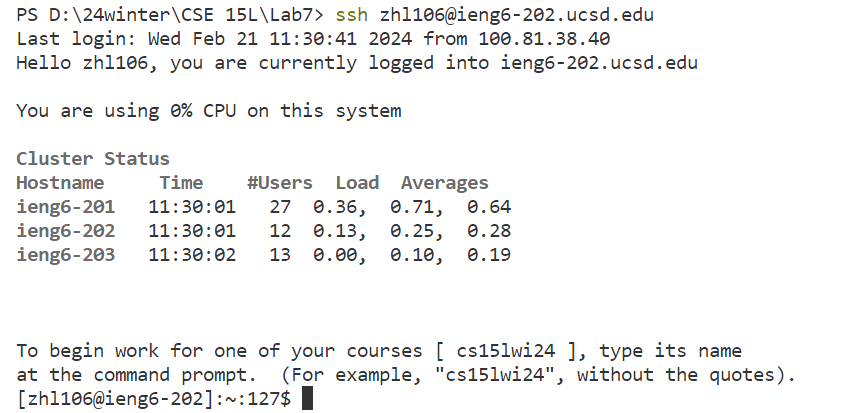 PS D:\24winter\CSE 15L\Lab7> ssh zhl106@ieng6-202.ucsd.edu
Last login: Wed Feb 21 11:30:41 2024 from 100.81.38.40
Hello zhl106, you are currently logged into ieng6-202.ucsd.edu
You are using 0% CPU on this system
Cluster Status
Hostname     Time    #Users  Load  Averages
ieng6-201   11:30:01   27  0.36,  0.71,  0.64
ieng6-202   11:30:01   12  0.13,  0.25,  0.28
ieng6-203   11:30:02   13  0.00,  0.10,  0.19
To begin work for one of your courses [ cs15lwi24 ], type its name
at the command prompt.  (For example, "cs15lwi24", without the quotes).
[zhl106@ieng6-202]:~:127$